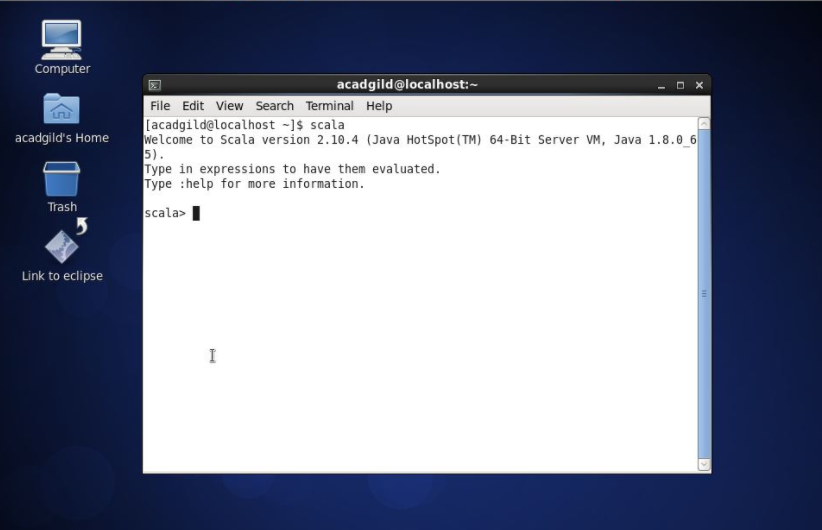 Computer
acadgild's Home
Trash
Link to eclipse
acadgild@localhost:~
File Edit View Search Terminal Help
[acadgild@localhost ~]$ scala
Welcome to Scala version 2.10.4 (Java HotSpot(TM) 64-Bit Server VM, Java 1.8.0_6
5).
Type in expressions to have them evaluated.
Type :help for more information.
scala>